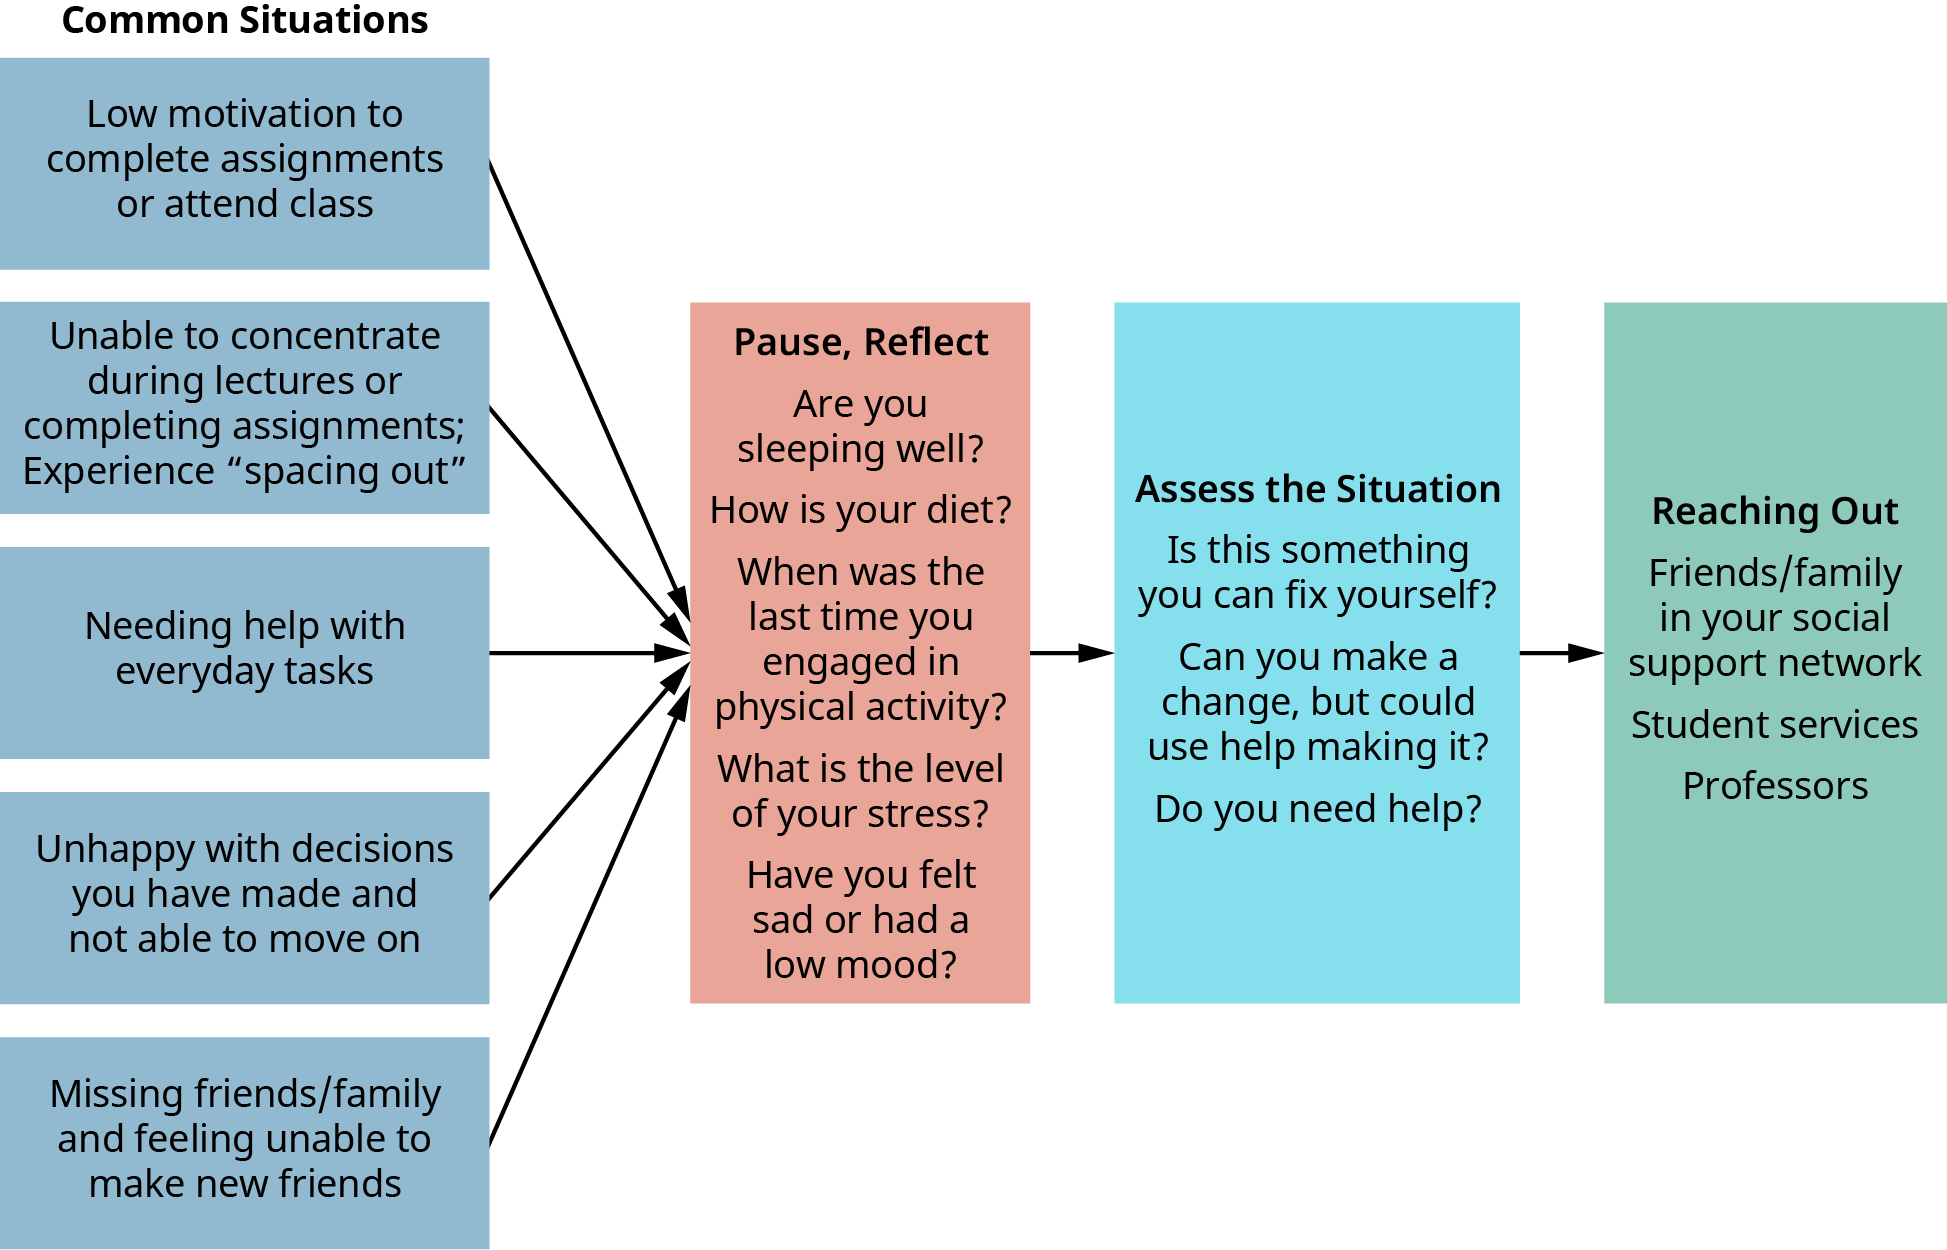 Common Situations
Low motivation to
complete assignments
or attend class
Unable to concentrate
during lectures or
completing assignments;
Experience “spacing out”
Needing help with
everyday tasks
Unhappy with decisions
you have made and
not able to move on
Missing friends/family
and feeling unable to
make new friends
Pause, Reflect
Are you
sleeping well?
How is your diet?
When was the
last time you
engaged in
physical activity?
What is the level
of your stress?
Have you felt
sad or had a
low mood?
Assess the Situation
Is this something
you can fix yourself?
Can you make a
change, but could
use help making it?
Do you need help?
Reaching Out
Friends/family
in your social
support network
Student services
Professors